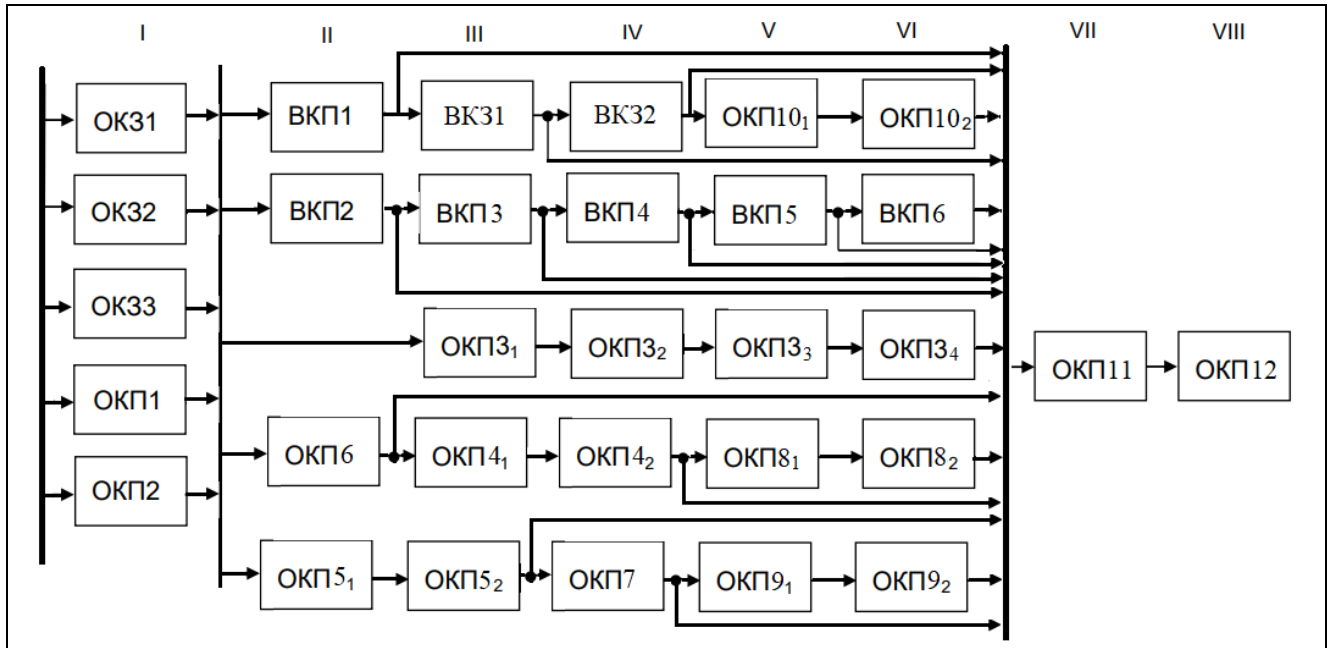 I II III IV V VI VII VIII
ОКЗ1 ВКП1 ВКЗ1 ВКЗ2 ОКП10₁ ОКП10₂
ОКЗ2 ВКП2 ВКП3 ВКП4 ВКП5 ВКП6
ОКЗ3 ОКП3₁ ОКП3₂ ОКП3₃ ОКП3₄
ОКП11 ОКП12
ОКП1 ОКП6 ОКП4₁ ОКП4₂ ОКП8₁ ОКП8₂
ОКП2
ОКП5₁ ОКП5₂ ОКП7 ОКП9₁ ОКП9₂